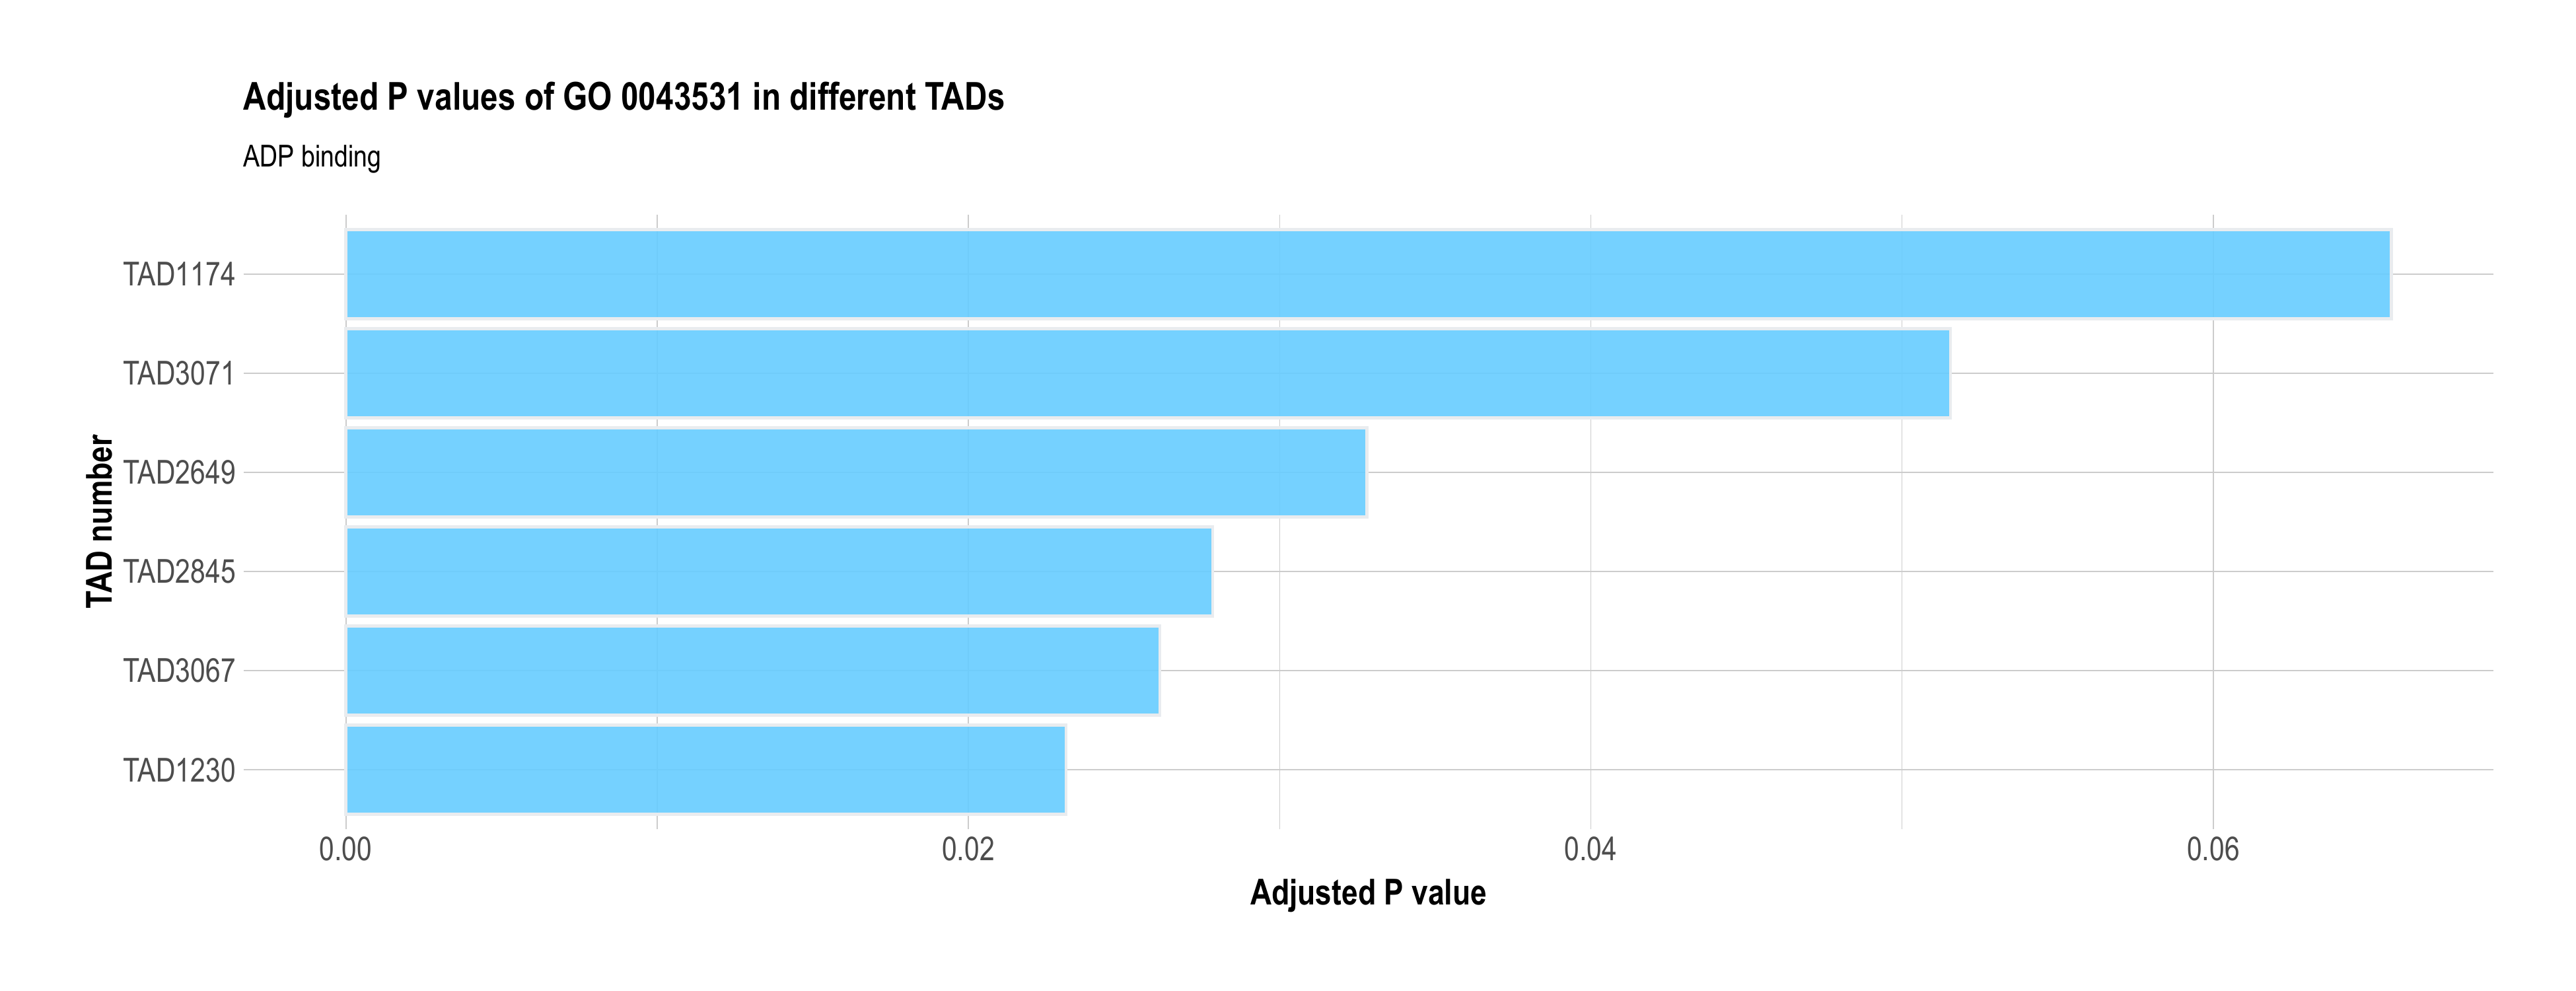 Adjusted P values of GO 0043531 in different TADs
ADP binding
TAD number
TAD1174
TAD3071
TAD2649
TAD2845
TAD3067
TAD1230
0.00 0.02 0.04 0.06
Adjusted P value